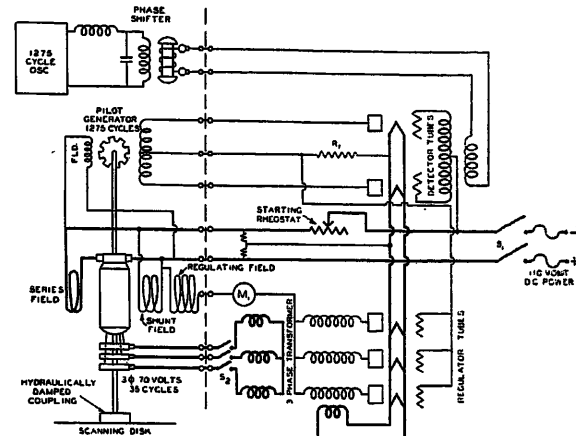 PHASE
SHIFTER
1275
CYCLE
OSC
PILOT
GENERATOR
1275 CYCLES
FLD.
R₁
DETECTOR TUBES
STARTING
RHEOSTAT
S₁
110 VOLT
DC POWER
SERIES
FIELD
SHUNT
FIELD
REGULATING FIELD
M₁
3 PHASE TRANSFORMER
REGULATOR TUBES
S₂
3Φ 70 VOLTS
35 CYCLES
HYDRAULICALLY
DAMPED
COUPLING
SCANNING DISK